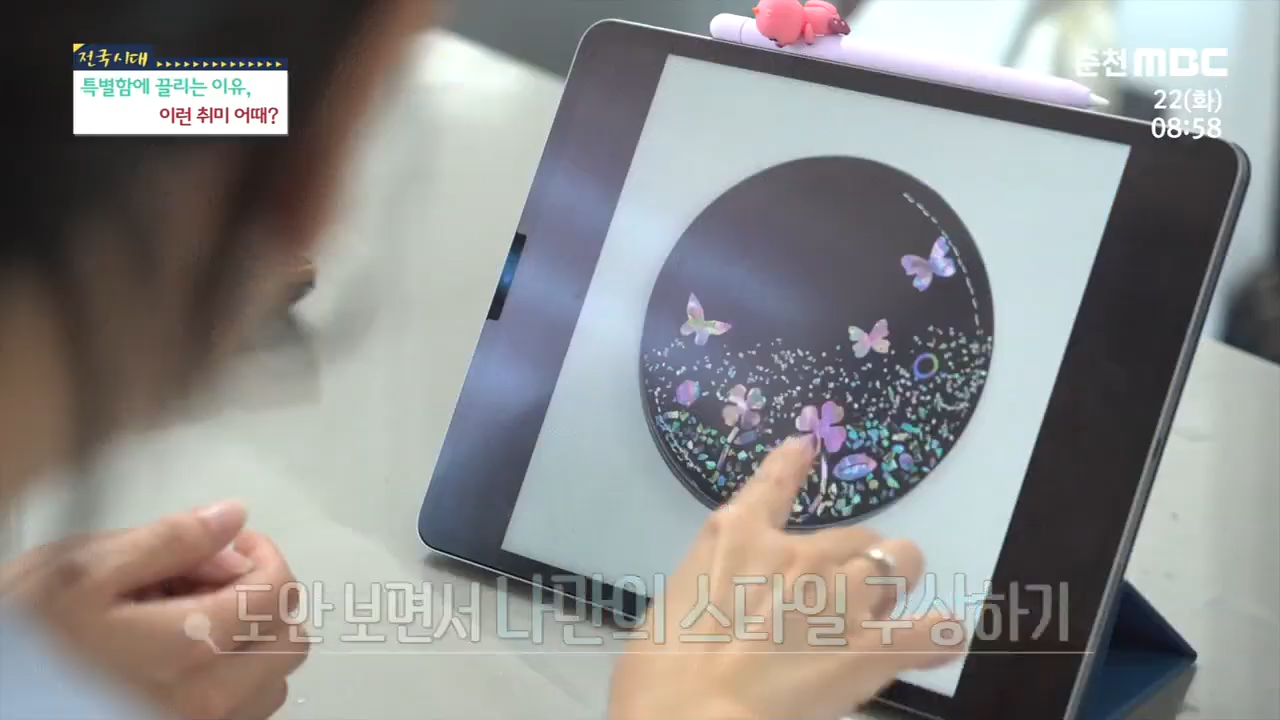 전국시대
특별함에 끌리는 이유,
이런 취미 어때?
춘천 MBC
22(화)
08:58
도안 보면서 나만의 스타일 구상하기